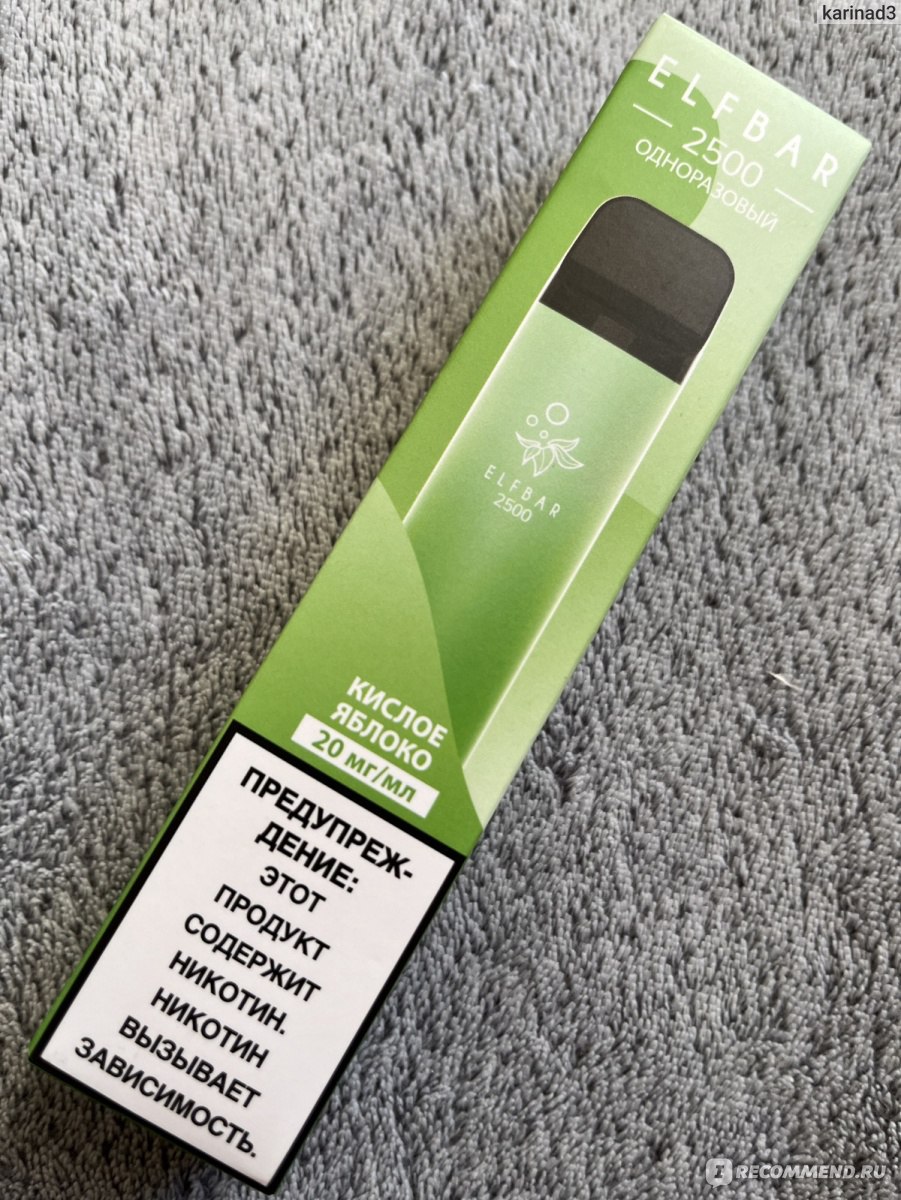 karinad3
ELFBAR
2500
ОДНОРАЗОВЫЙ
ELFBAR
2500
КИСЛОЕ
ЯБЛОКО
20 мг/мл
ПРЕДУПРЕЖ-
ДЕНИЕ:
ЭТОТ
ПРОДУКТ
СОДЕРЖИТ
НИКОТИН.
НИКОТИН
ВЫЗЫВАЕТ
ЗАВИСИМОСТЬ.
I RECOMMEND.RU